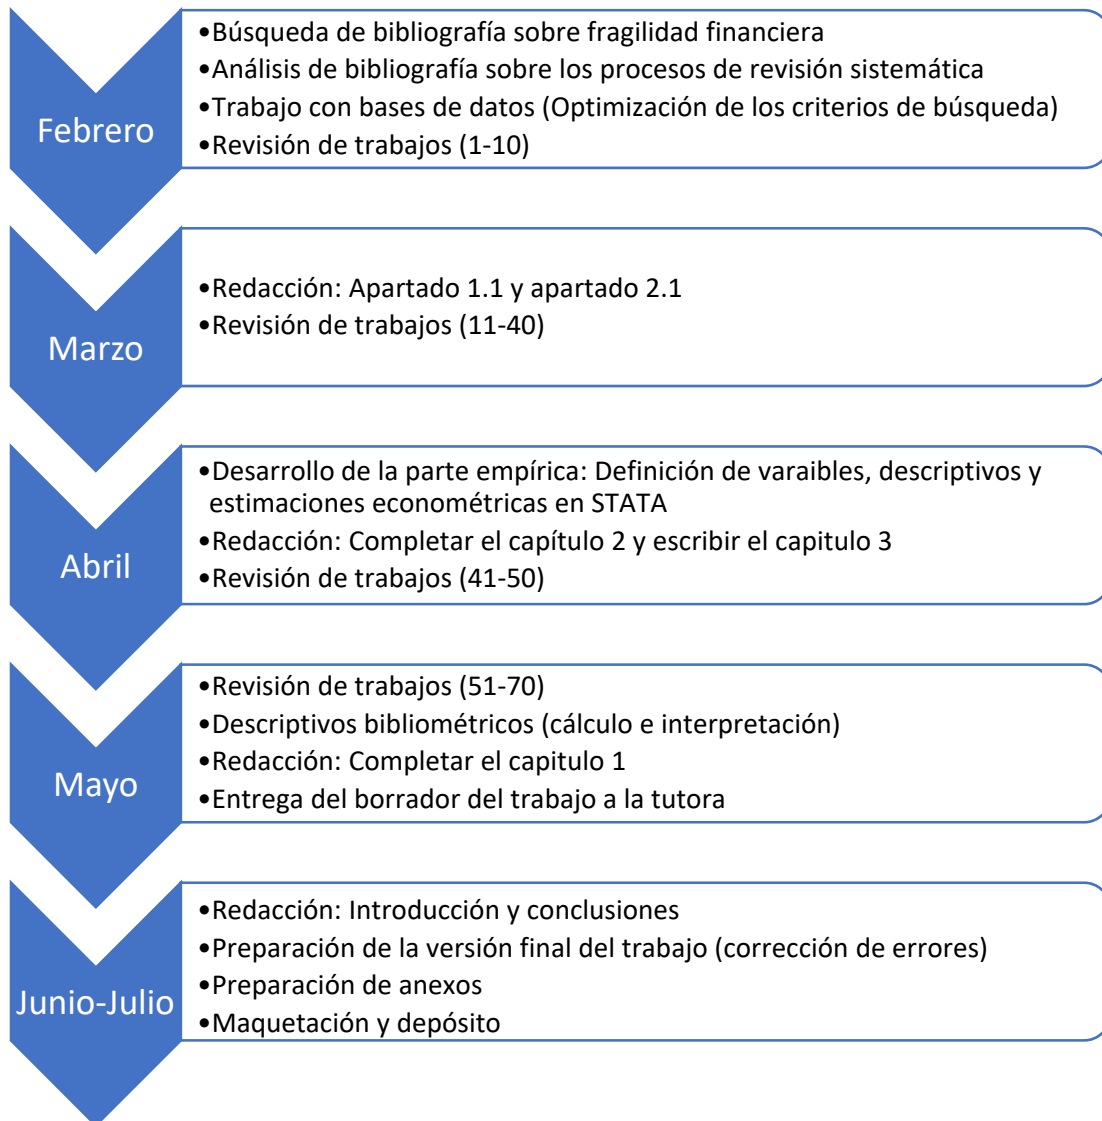 Febrero
•Búsqueda de bibliografía sobre fragilidad financiera
•Análisis de bibliografía sobre los procesos de revisión sistemática
•Trabajo con bases de datos (Optimización de los criterios de búsqueda)
•Revisión de trabajos (1-10)
Marzo
•Redacción: Apartado 1.1 y apartado 2.1
•Revisión de trabajos (11-40)
Abril
•Desarrollo de la parte empírica: Definición de varaibles, descriptivos y
estimaciones econométricas en STATA
•Redacción: Completar el capítulo 2 y escribir el capitulo 3
•Revisión de trabajos (41-50)
Mayo
•Revisión de trabajos (51-70)
•Descriptivos bibliométricos (cálculo e interpretación)
•Redacción: Completar el capitulo 1
•Entrega del borrador del trabajo a la tutora
Junio-Julio
•Redacción: Introducción y conclusiones
•Preparación de la versión final del trabajo (corrección de errores)
•Preparación de anexos
•Maquetación y depósito